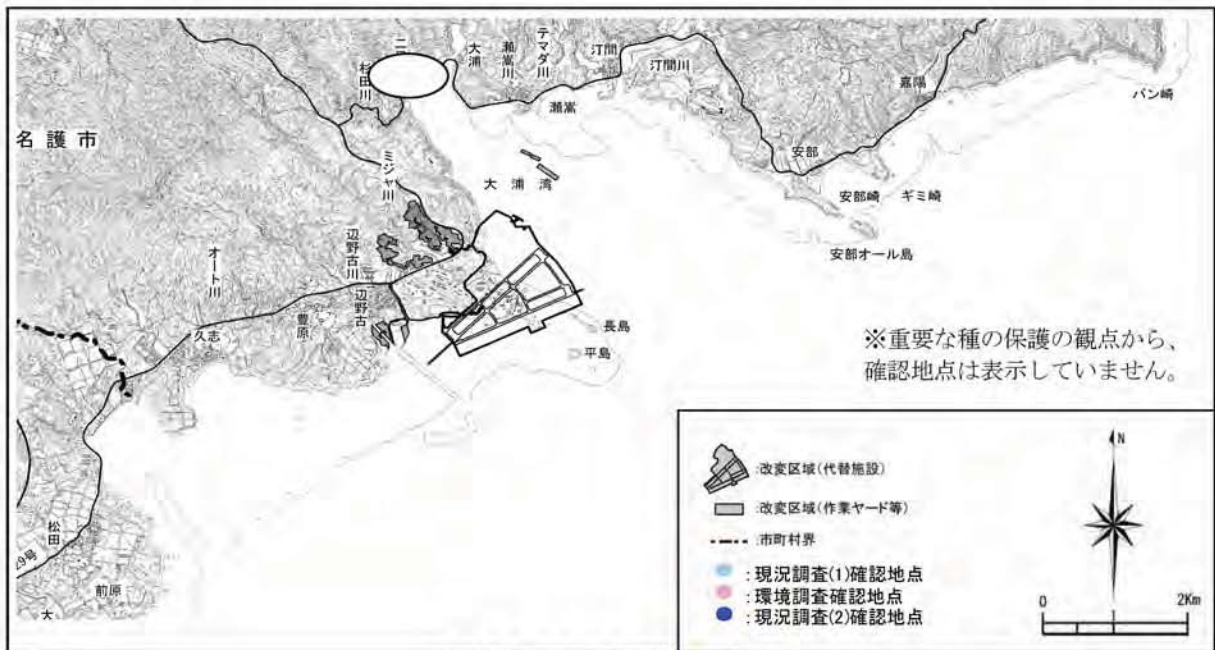 名護市
杉田川
二
大浦
瀬嵩川
テマダ川
汀間
汀間川
瀬嵩
嘉陽
バン崎
安部
安部崎
ギミ崎
安部オール島
大浦湾
ミジャ川
辺野古川
辺野古
オート川
久志
豊原
長島
平島
松田
29号
前原
大
※重要な種の保護の観点から、
確認地点は表示していません。
:改変区域(代替施設)
:改変区域(作業ヤード等)
:市町村界
:現況調査(1)確認地点
:環境調査確認地点
:現況調査(2)確認地点
N
0 2Km